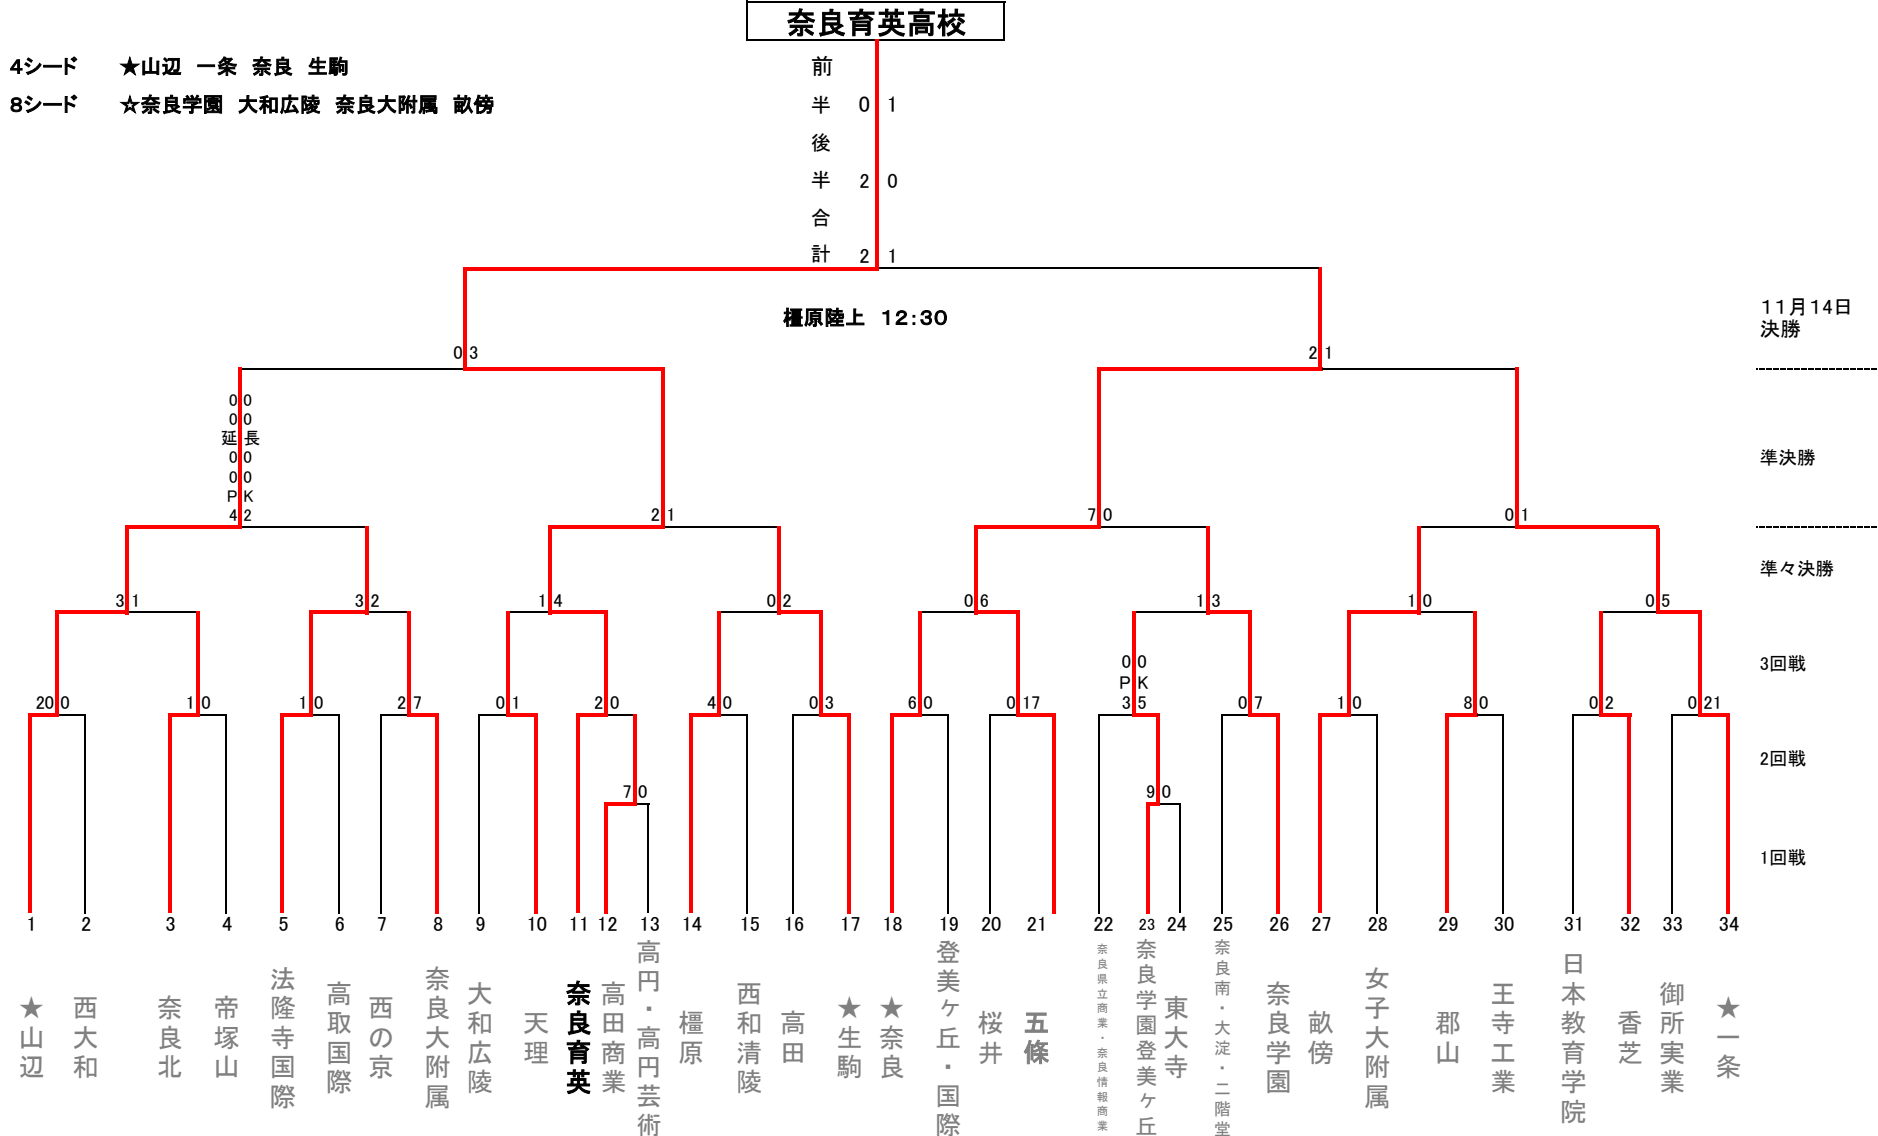 奈良育英高校
4シード ★山辺 一条 奈良 生駒
8シード ☆奈良学園 大和広陵 奈良大附属 畝傍
前
半 0 1
後
半 2 0
合
計 2 1
橿原陸上 12:30
11月14日
決勝
0 3
2 1
0 0
0 0
延 長
0 0
0 0
P K
4 2
準決勝
2 1
7 0
0 1
準々決勝
3 1
3 2
1 4
0 2
0 6
1 3
1 0
0 5
3回戦
0 0
P K
20 0
1 0
1 0
2 7
0 1
2 0
4 0
0 3
6 0
0 17
3 5
0 7
1 0
8 0
0 2
0 21
2回戦
7 0
9 0
1回戦
1 2 3 4 5 6 7 8 9 10 11 12 13 14 15 16 17 18 19 20 21 22 23 24 25 26 27 28 29 30 31 32 33 34
★山辺
西大和
奈良北
帝塚山
法隆寺国際
高取国際
西の京
奈良大附属
大和広陵
天理
奈良育英
高田商業
高円・高円芸術
橿原
西和清陵
高田
★生駒
★奈良
登美ヶ丘・国際
桜井
五條
奈良県立商業・奈良情報商業
奈良学園登美ヶ丘
東大寺
奈良南・大淀・二階堂
奈良学園
畝傍
女子大附属
郡山
王寺工業
日本教育学院
香芝
御所実業
★一条